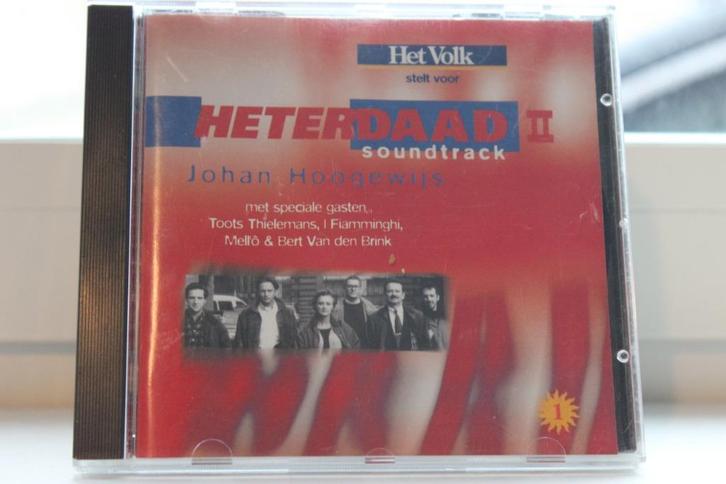 Het Volk
stelt voor
HETERDAAD II
soundtrack
Johan Hoogewijs
met speciale gasten,
Toots Thielemans, I Fiamminghi,
Mell'ô & Bert Van den Brink
1